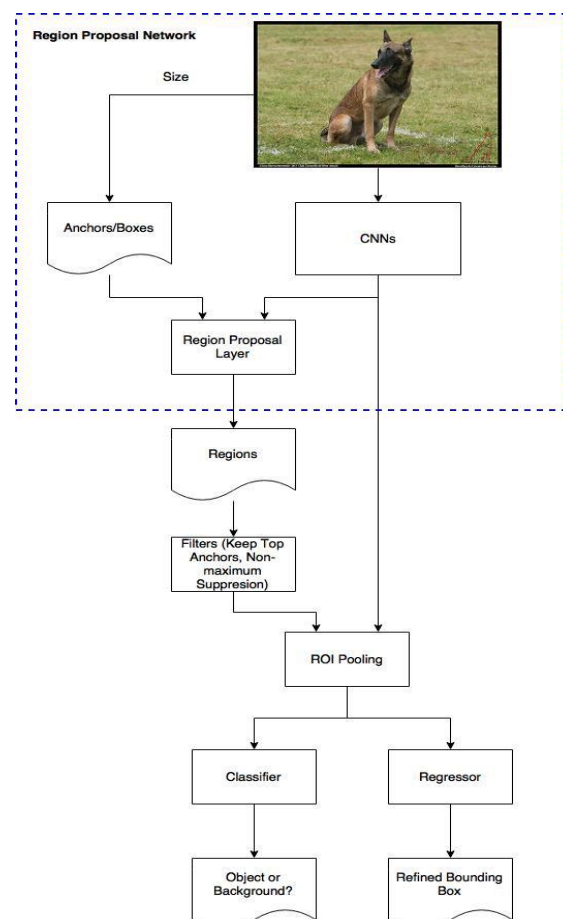 Region Proposal Network
Size
Anchors/Boxes
CNNs
Region Proposal
Layer
Regions
Filters (Keep Top
Anchors, Non-
maximum
Suppresion)
ROI Pooling
Classifier
Regressor
Object or
Background?
Refined Bounding
Box